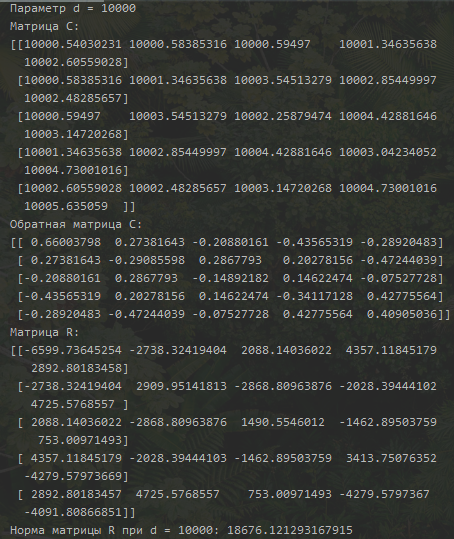 Параметр d = 10000
Матрица C:
[[10000.54030231 10000.58385316 10000.59497    10001.34635638
  10002.60559028]
 [10000.58385316 10001.34635638 10003.54513279 10002.85449997
  10002.48285657]
 [10000.59497    10003.54513279 10002.25879474 10004.42881646
  10003.14720268]
 [10001.34635638 10002.85449997 10004.42881646 10003.04234052
  10004.73001016]
 [10002.60559028 10002.48285657 10003.14720268 10004.73001016
  10005.635059  ]]
Обратная матрица C:
[[ 0.66003798  0.27381643 -0.20880161 -0.43565319 -0.28920483]
 [ 0.27381643 -0.29085598  0.2867793   0.20278156 -0.47244039]
 [-0.20880161  0.2867793  -0.14892182  0.14622474 -0.07527728]
 [-0.43565319  0.20278156  0.14622474 -0.34117128  0.42775564]
 [-0.28920483 -0.47244039 -0.07527728  0.42775564  0.40905036]]
Матрица R:
[[-6599.73645254 -2738.32419404  2088.14036022  4357.11845179
   2892.80183458]
 [-2738.32419404  2909.95141813 -2868.80963876 -2028.39444102
   4725.5768557 ]
 [ 2088.14036022 -2868.80963876  1490.5546012  -1462.89503759
    753.00971493]
 [ 4357.11845179 -2028.39444103 -1462.89503759  3413.75076352
  -4279.57973669]
 [ 2892.80183457  4725.5768557    753.00971493 -4279.5797367
  -4091.80866851]]
Норма матрицы R при d = 10000: 18676.121293167915